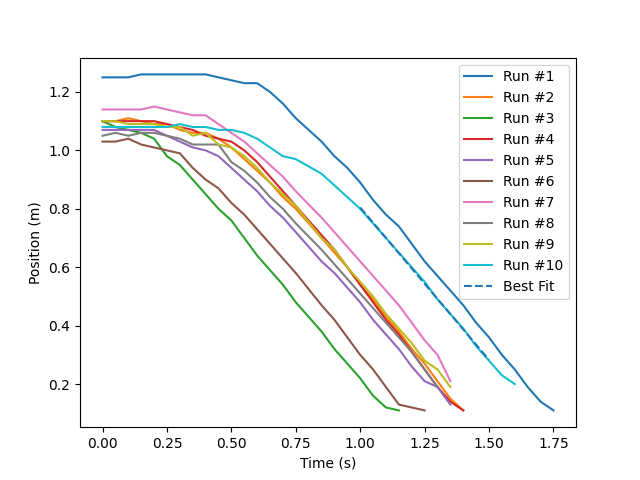 Run #1
Run #2
Run #3
Run #4
Run #5
Run #6
Run #7
Run #8
Run #9
Run #10
Best Fit
Position (m)
1.2
1.0
0.8
0.6
0.4
0.2
0.00 0.25 0.50 0.75 1.00 1.25 1.50 1.75
Time (s)